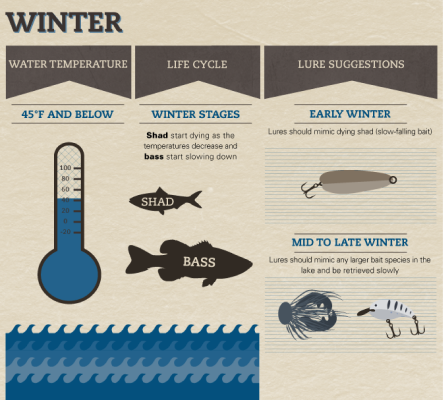 WINTER
WATER TEMPERATURE
LIFE CYCLE
LURE SUGGESTIONS
45°F AND BELOW
100
80
60
40
20
0
-20
WINTER STAGES
Shad start dying as the
temperatures decrease and
bass start slowing down
SHAD
BASS
EARLY WINTER
Lures should mimic dying shad (slow-falling bait)
MID TO LATE WINTER
Lures should mimic any larger bait species in the
lake and be retrieved slowly